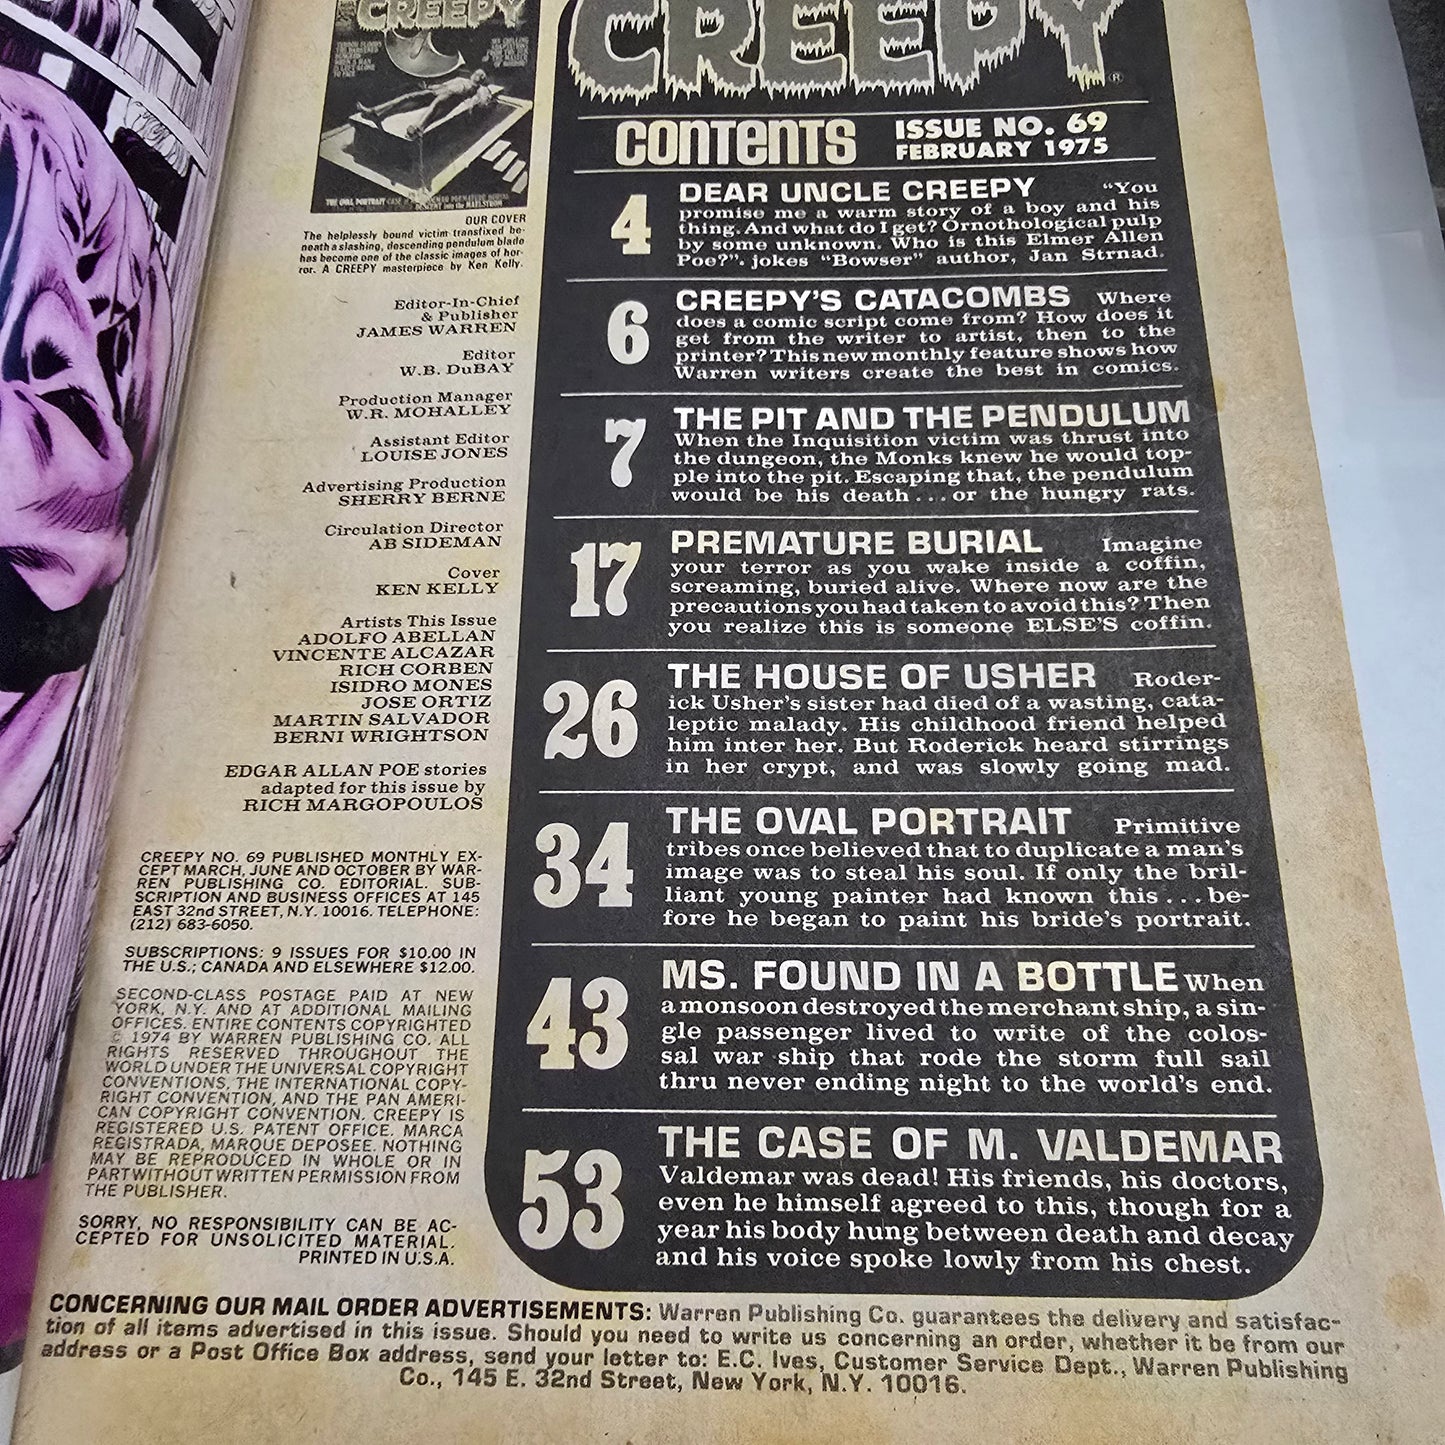 CREEPY
THE OVAL PORTRAIT
DESCENT into the MAELSTROM
OUR COVER
The helplessly bound victim transfixed be-
neath a slashing, descending pendulum blade
has become one of the classic images of hor-
ror. A CREEPY masterpiece by Ken Kelly.
Editor-In-Chief
& Publisher
JAMES WARREN
Editor
W.B. DuBAY
Production Manager
W.R. MOHALLEY
Assistant Editor
LOUISE JONES
Advertising Production
SHERRY BERNE
Circulation Director
AB SIDEMAN
Cover
KEN KELLY
Artists This Issue
ADOLFO ABELLAN
VINCENTE ALCAZAR
RICH CORBEN
ISIDRO MONES
JOSE ORTIZ
MARTIN SALVADOR
BERNI WRIGHTSON
EDGAR ALLAN POE stories
adapted for this issue by
RICH MARGOPOULOS
CREEPY NO. 69 PUBLISHED MONTHLY EX-
CEPT MARCH, JUNE AND OCTOBER BY WAR-
REN PUBLISHING CO. EDITORIAL. SUB-
SCRIPTION AND BUSINESS OFFICES AT 145
EAST 32nd STREET, N.Y. 10016. TELEPHONE:
(212) 683-6050.
SUBSCRIPTIONS: 9 ISSUES FOR $10.00 IN
THE U.S.; CANADA AND ELSEWHERE $12.00.
SECOND-CLASS POSTAGE PAID AT NEW
YORK, N.Y. AND AT ADDITIONAL MAILING
OFFICES. ENTIRE CONTENTS COPYRIGHTED
© 1974 BY WARREN PUBLISHING CO. ALL
RIGHTS RESERVED THROUGHOUT THE
WORLD UNDER THE UNIVERSAL COPYRIGHT
CONVENTIONS, THE INTERNATIONAL COPY-
RIGHT CONVENTION, AND THE PAN AMERI-
CAN COPYRIGHT CONVENTION. CREEPY IS
REGISTERED U.S. PATENT OFFICE. MARCA
REGISTRADA, MARQUE DEPOSEE. NOTHING
MAY BE REPRODUCED IN WHOLE OR IN
PART WITHOUT WRITTEN PERMISSION FROM
THE PUBLISHER.
SORRY, NO RESPONSIBILITY CAN BE AC-
CEPTED FOR UNSOLICITED MATERIAL.
PRINTED IN U.S.A.
CREEPY®
CONTENTS
ISSUE NO. 69
FEBRUARY 1975
4 DEAR UNCLE CREEPY "You
promise me a warm story of a boy and his
thing. And what do I get? Ornothological pulp
by some unknown. Who is this Elmer Allen
Poe?". jokes "Bowser" author, Jan Strnad.
6 CREEPY'S CATACOMBS Where
does a comic script come from? How does it
get from the writer to artist, then to the
printer? This new monthly feature shows how
Warren writers create the best in comics.
7 THE PIT AND THE PENDULUM
When the Inquisition victim was thrust into
the dungeon, the Monks knew he would top-
ple into the pit. Escaping that, the pendulum
would be his death...or the hungry rats.
17 PREMATURE BURIAL Imagine
your terror as you wake inside a coffin,
screaming, buried alive. Where now are the
precautions you had taken to avoid this? Then
you realize this is someone ELSE'S coffin.
26 THE HOUSE OF USHER Roder-
ick Usher's sister had died of a wasting, cata-
leptic malady. His childhood friend helped
him inter her. But Roderick heard stirrings
in her crypt, and was slowly going mad.
34 THE OVAL PORTRAIT Primitive
tribes once believed that to duplicate a man's
image was to steal his soul. If only the bril-
liant young painter had known this...be-
fore he began to paint his bride's portrait.
43 MS. FOUND IN A BOTTLE When
a monsoon destroyed the merchant ship, a sin-
gle passenger lived to write of the colos-
sal war ship that rode the storm full sail
thru never ending night to the world's end.
53 THE CASE OF M. VALDEMAR
Valdemar was dead! His friends, his doctors,
even he himself agreed to this, though for a
year his body hung between death and decay
and his voice spoke lowly from his chest.
CONCERNING OUR MAIL ORDER ADVERTISEMENTS: Warren Publishing Co. guarantees the delivery and satisfac-
tion of all items advertised in this issue. Should you need to write us concerning an order, whether it be from our
address or a Post Office Box address, send your letter to: E.C. Ives, Customer Service Dept., Warren Publishing
Co., 145 E. 32nd Street, New York, N.Y. 10016.